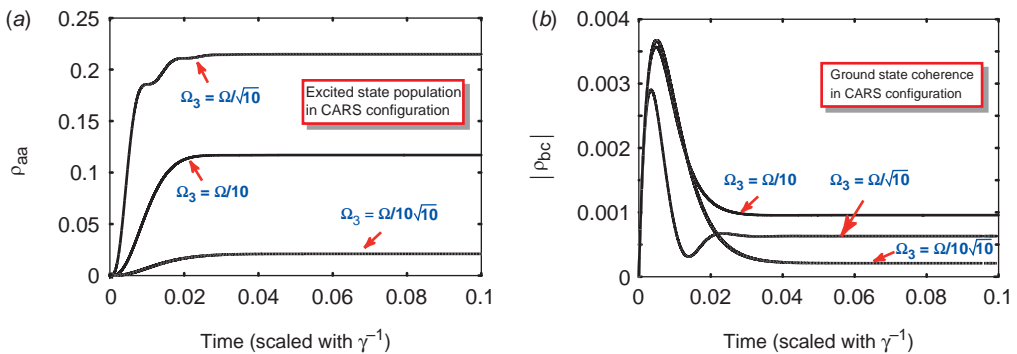 (a)
0.25
0.2
0.15
0.1
0.05
0
ρaa
Ω₃ = Ω/√10
Excited state population
in CARS configuration
Ω₃ = Ω/10
Ω₃ = Ω/10√10
0 0.02 0.04 0.06 0.08 0.1
Time (scaled with γ⁻¹)
(b)
0.004
0.003
0.002
0.001
0
|ρbc|
Ground state coherence
in CARS configuration
Ω₃ = Ω/10
Ω₃ = Ω/√10
Ω₃ = Ω/10√10
0 0.02 0.04 0.06 0.08 0.1
Time (scaled with γ⁻¹)